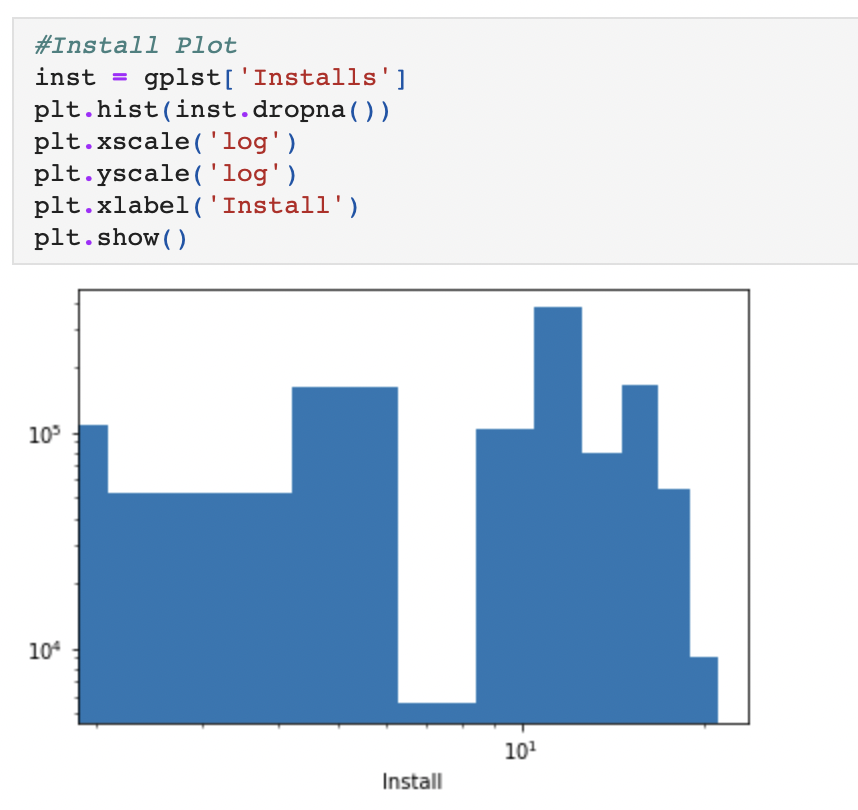 #Install Plot
inst = gplst['Installs']
plt.hist(inst.dropna())
plt.xscale('log')
plt.yscale('log')
plt.xlabel('Install')
plt.show()
10⁵
10⁴
10¹
Install